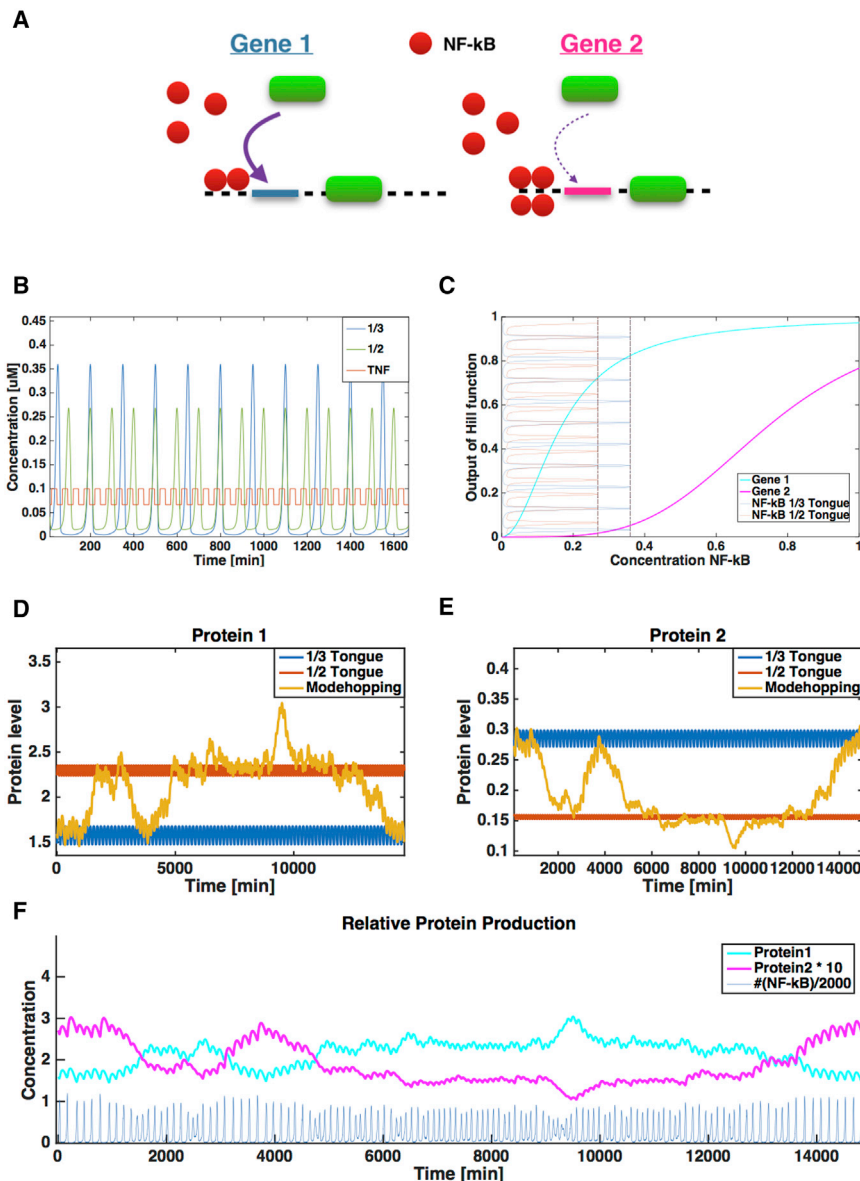 A
Gene 1
NF-kB
Gene 2
B
C
0.45
0.4
0.35
0.3
0.25
0.2
0.15
0.1
0.05
0
Concentration [uM]
1/3
1/2
TNF
200 400 600 800 1000 1200 1400 1600
Time [min]
1
0.8
0.6
0.4
0.2
0
Output of Hill function
Gene 1
Gene 2
NF-kB 1/3 Tongue
NF-kB 1/2 Tongue
0 0.2 0.4 0.6 0.8 1
Concentration NF-kB
D
Protein 1
3.5
2.5
1.5
Protein level
1/3 Tongue
1/2 Tongue
Modehopping
0 5000 10000
Time [min]
E
Protein 2
0.4
0.3
0.25
0.2
0.15
0.1
Protein level
1/3 Tongue
1/2 Tongue
Modehopping
2000 4000 6000 8000 10000 12000 14000
Time [min]
F
Relative Protein Production
4
3
2
1
0
Concentration
Protein1
Protein2 * 10
#(NF-kB)/2000
0 2000 4000 6000 8000 10000 12000 14000
Time [min]